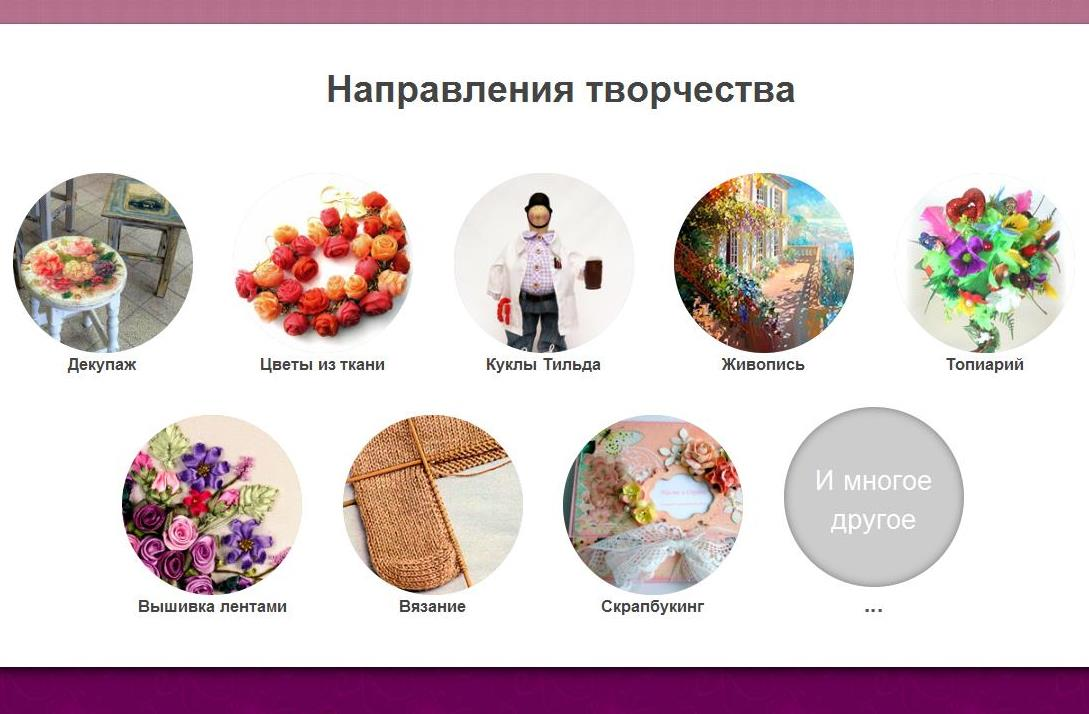 Направления творчества
Декупаж
Цветы из ткани
Куклы Тильда
Живопись
Топиарий
И многое
другое
Вышивка лентами
Вязание
Скрапбукинг
...